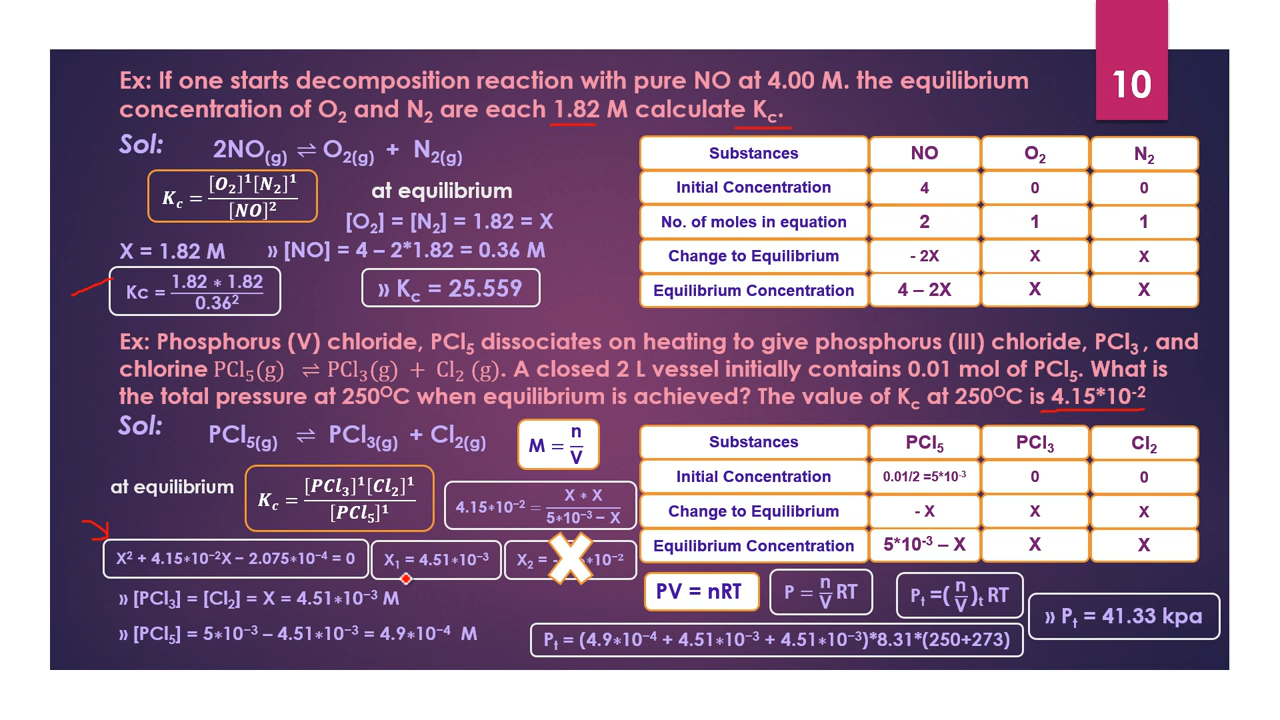 10
Ex: If one starts decomposition reaction with pure NO at 4.00 M. the equilibrium
concentration of O₂ and N₂ are each 1.82 M calculate Kc.
Sol:
2NO(g) ⇌ O₂(g) + N₂(g)
Kc = [O₂]¹[N₂]¹ / [NO]²
at equilibrium
[O₂] = [N₂] = 1.82 = X
X = 1.82 M » [NO] = 4 – 2*1.82 = 0.36 M
Kc = 1.82 ∗ 1.82 / 0.36²
» Kc = 25.559
Substances NO O₂ N₂
Initial Concentration 4 0 0
No. of moles in equation 2 1 1
Change to Equilibrium - 2X X X
Equilibrium Concentration 4 – 2X X X
Ex: Phosphorus (V) chloride, PCl₅ dissociates on heating to give phosphorus (III) chloride, PCl₃ , and
chlorine PCl₅(g) ⇌ PCl₃(g) + Cl₂ (g). A closed 2 L vessel initially contains 0.01 mol of PCl₅. What is
the total pressure at 250ᴼC when equilibrium is achieved? The value of Kc at 250ᴼC is 4.15*10⁻²
Sol:
PCl₅(g) ⇌ PCl₃(g) + Cl₂(g)
M = n / V
at equilibrium
Kc = [PCl₃]¹[Cl₂]¹ / [PCl₅]¹
4.15∗10⁻² = X ∗ X / 5∗10⁻³ – X
X² + 4.15∗10⁻²X – 2.075∗10⁻⁴ = 0
X₁ = 4.51∗10⁻³
X₂ = - ∗10⁻²
» [PCl₃] = [Cl₂] = X = 4.51∗10⁻³ M
» [PCl₅] = 5∗10⁻³ – 4.51∗10⁻³ = 4.9∗10⁻⁴ M
Substances PCl₅ PCl₃ Cl₂
Initial Concentration 0.01/2 =5*10⁻³ 0 0
Change to Equilibrium - X X X
Equilibrium Concentration 5*10⁻³ – X X X
PV = nRT
P = n/V RT
Pt =( n/V )t RT
» Pt = 41.33 kpa
Pt = (4.9∗10⁻⁴ + 4.51∗10⁻³ + 4.51∗10⁻³)*8.31*(250+273)